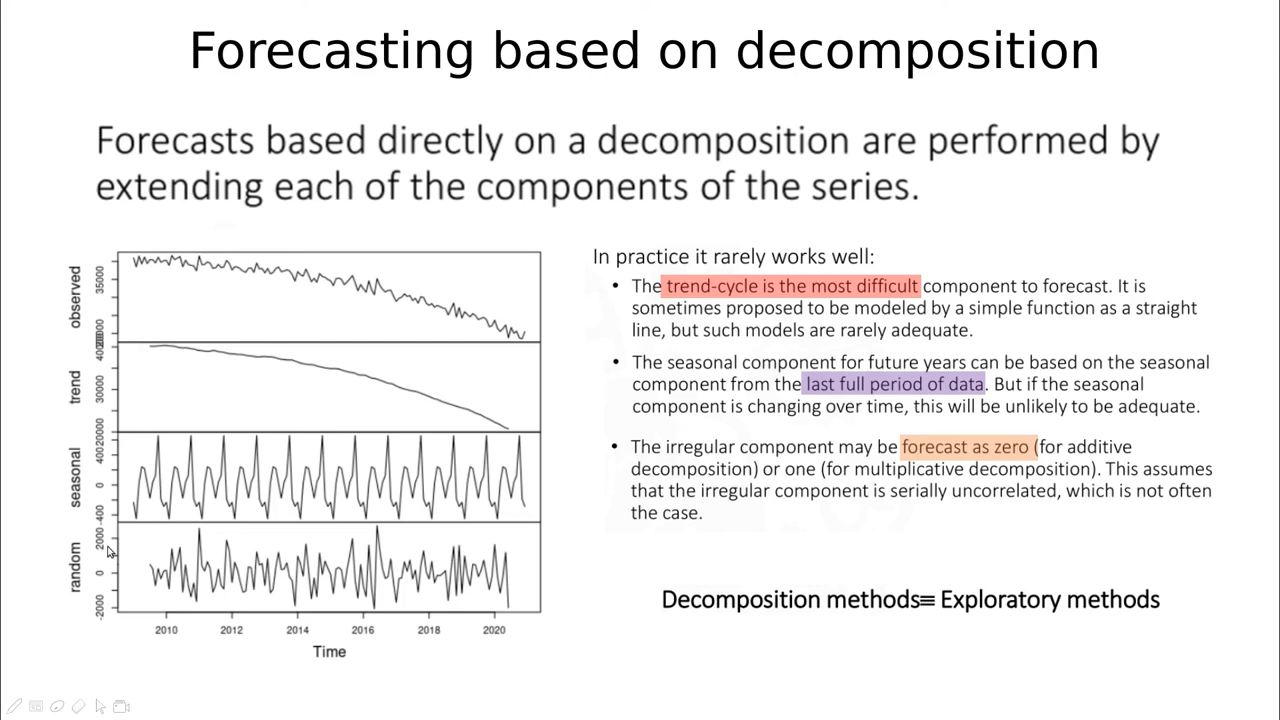 Forecasting based on decomposition
Forecasts based directly on a decomposition are performed by
extending each of the components of the series.
In practice it rarely works well:
• The trend-cycle is the most difficult component to forecast. It is
sometimes proposed to be modeled by a simple function as a straight
line, but such models are rarely adequate.
• The seasonal component for future years can be based on the seasonal
component from the last full period of data. But if the seasonal
component is changing over time, this will be unlikely to be adequate.
• The irregular component may be forecast as zero (for additive
decomposition) or one (for multiplicative decomposition). This assumes
that the irregular component is serially uncorrelated, which is not often
the case.
Decomposition methods≡ Exploratory methods
observed
35000
trend
30000
seasonal
0
-400
random
2000
0
-2000
2010 2012 2014 2016 2018 2020
Time